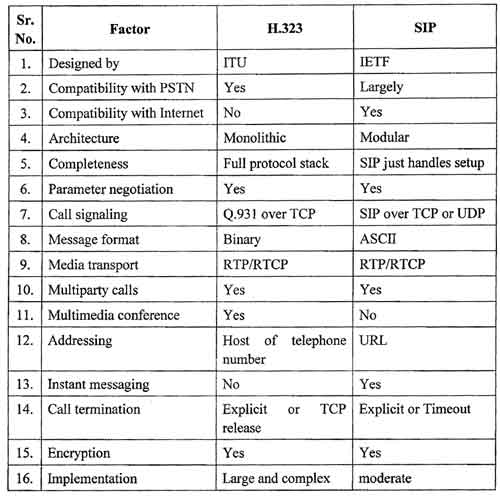 Sr. No. Factor H.323 SIP
1. Designed by ITU IETF
2. Compatibility with PSTN Yes Largely
3. Compatibility with Internet No Yes
4. Architecture Monolithic Modular
5. Completeness Full protocol stack SIP just handles setup
6. Parameter negotiation Yes Yes
7. Call signaling Q.931 over TCP SIP over TCP or UDP
8. Message format Binary ASCII
9. Media transport RTP/RTCP RTP/RTCP
10. Multiparty calls Yes Yes
11. Multimedia conference Yes No
12. Addressing Host of telephone number URL
13. Instant messaging No Yes
14. Call termination Explicit or TCP release Explicit or Timeout
15. Encryption Yes Yes
16. Implementation Large and complex moderate